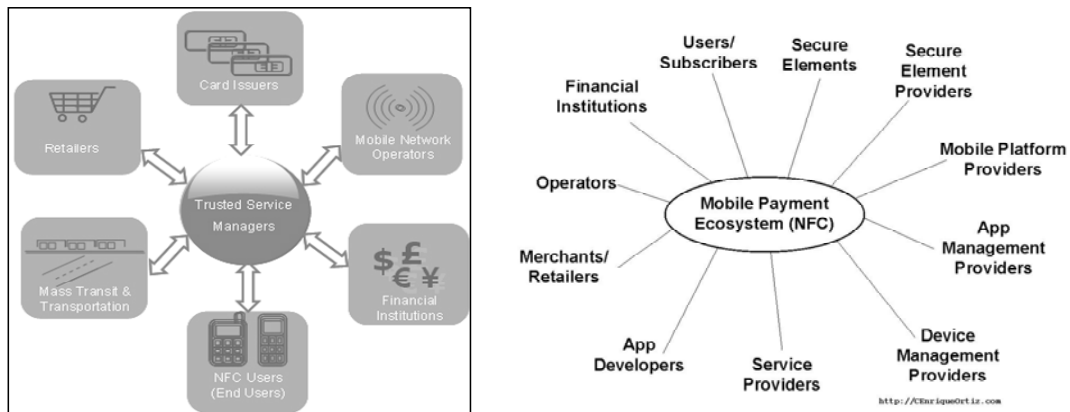 Card Issuers
Retailers
Mobile Network
Operators
Trusted Service
Managers
Mass Transit &
Transportation
$ £
€ ¥
Financial
Institutions
NFC Users
(End Users)
Users/
Subscribers
Secure
Elements
Secure
Element
Providers
Financial
Institutions
Mobile Platform
Providers
Operators
Mobile Payment
Ecosystem (NFC)
App
Management
Providers
Merchants/
Retailers
App
Developers
Service
Providers
Device
Management
Providers
http://CEnriqueOrtiz.com